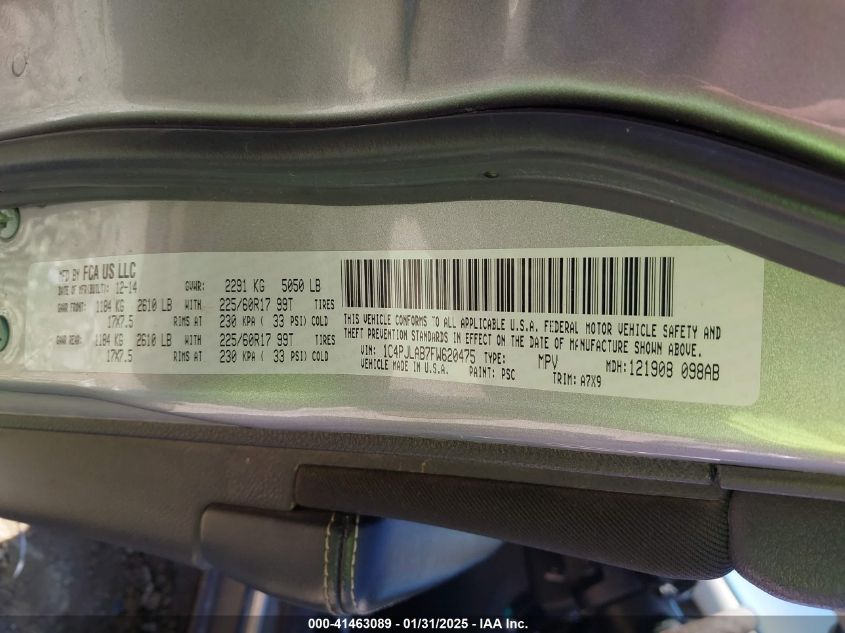 MFD BY FCA US LLC
DATE OF MFR(BUILT): 12-14 GVWR: 2291 KG 5050 LB
GAWR FRONT: 1184 KG 2610 LB WITH 225/60R17 99T TIRES
17X7.5 RIMS AT 230 KPA ( 33 PSI) COLD
GAWR REAR: 1184 KG 2610 LB WITH 225/60R17 99T TIRES
17X7.5 RIMS AT 230 KPA ( 33 PSI) COLD
THIS VEHICLE CONFORMS TO ALL APPLICABLE U.S.A. FEDERAL MOTOR VEHICLE SAFETY AND
THEFT PREVENTION STANDARDS IN EFFECT ON THE DATE OF MANUFACTURE SHOWN ABOVE.
VIN: 1C4PJLAB7FW620475 TYPE: MPV MDH: 121908 098AB
VEHICLE MADE IN U.S.A. PAINT: PSC TRIM: A7X9
000-41463089 - 01/31/2025 - IAA Inc.